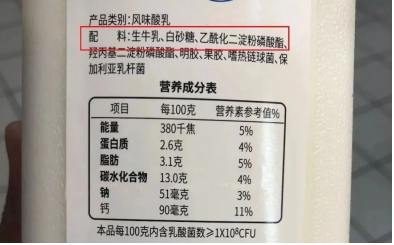 产品类别:风味酸乳
配 料:生牛乳、白砂糖、乙酰化二淀粉磷酸酯、
羟丙基二淀粉磷酸酯、明胶、果胶、嗜热链球菌、保
加利亚乳杆菌
营养成分表
项目 每100克 营养素参考值%
能量 380千焦 5%
蛋白质 2.6克 4%
脂肪 3.1克 5%
碳水化合物 13.0克 4%
钠 51毫克 3%
钙 90毫克 11%
本品每100克内含乳酸菌数≥1X10⁸CFU